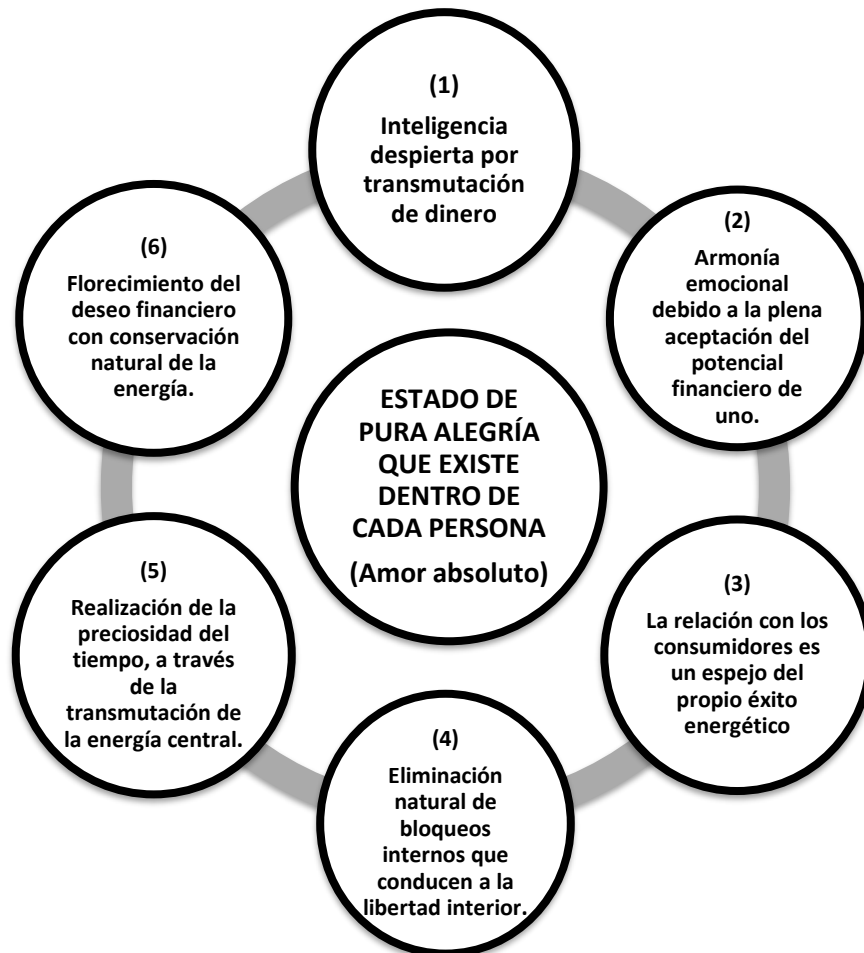 (1)
Inteligencia
despierta por
transmutación
de dinero
(2)
Armonía
emocional
debido a la plena
aceptación del
potencial
financiero de
uno.
(3)
La relación con los
consumidores es
un espejo del
propio éxito
energético
(4)
Eliminación
natural de
bloqueos
internos que
conducen a la
libertad interior.
(5)
Realización de la
preciosidad del
tiempo, a través
de la
transmutación de
la energía central.
(6)
Florecimiento del
deseo financiero
con conservación
natural de la
energía.
ESTADO DE
PURA ALEGRÍA
QUE EXISTE
DENTRO DE
CADA PERSONA
(Amor absoluto)